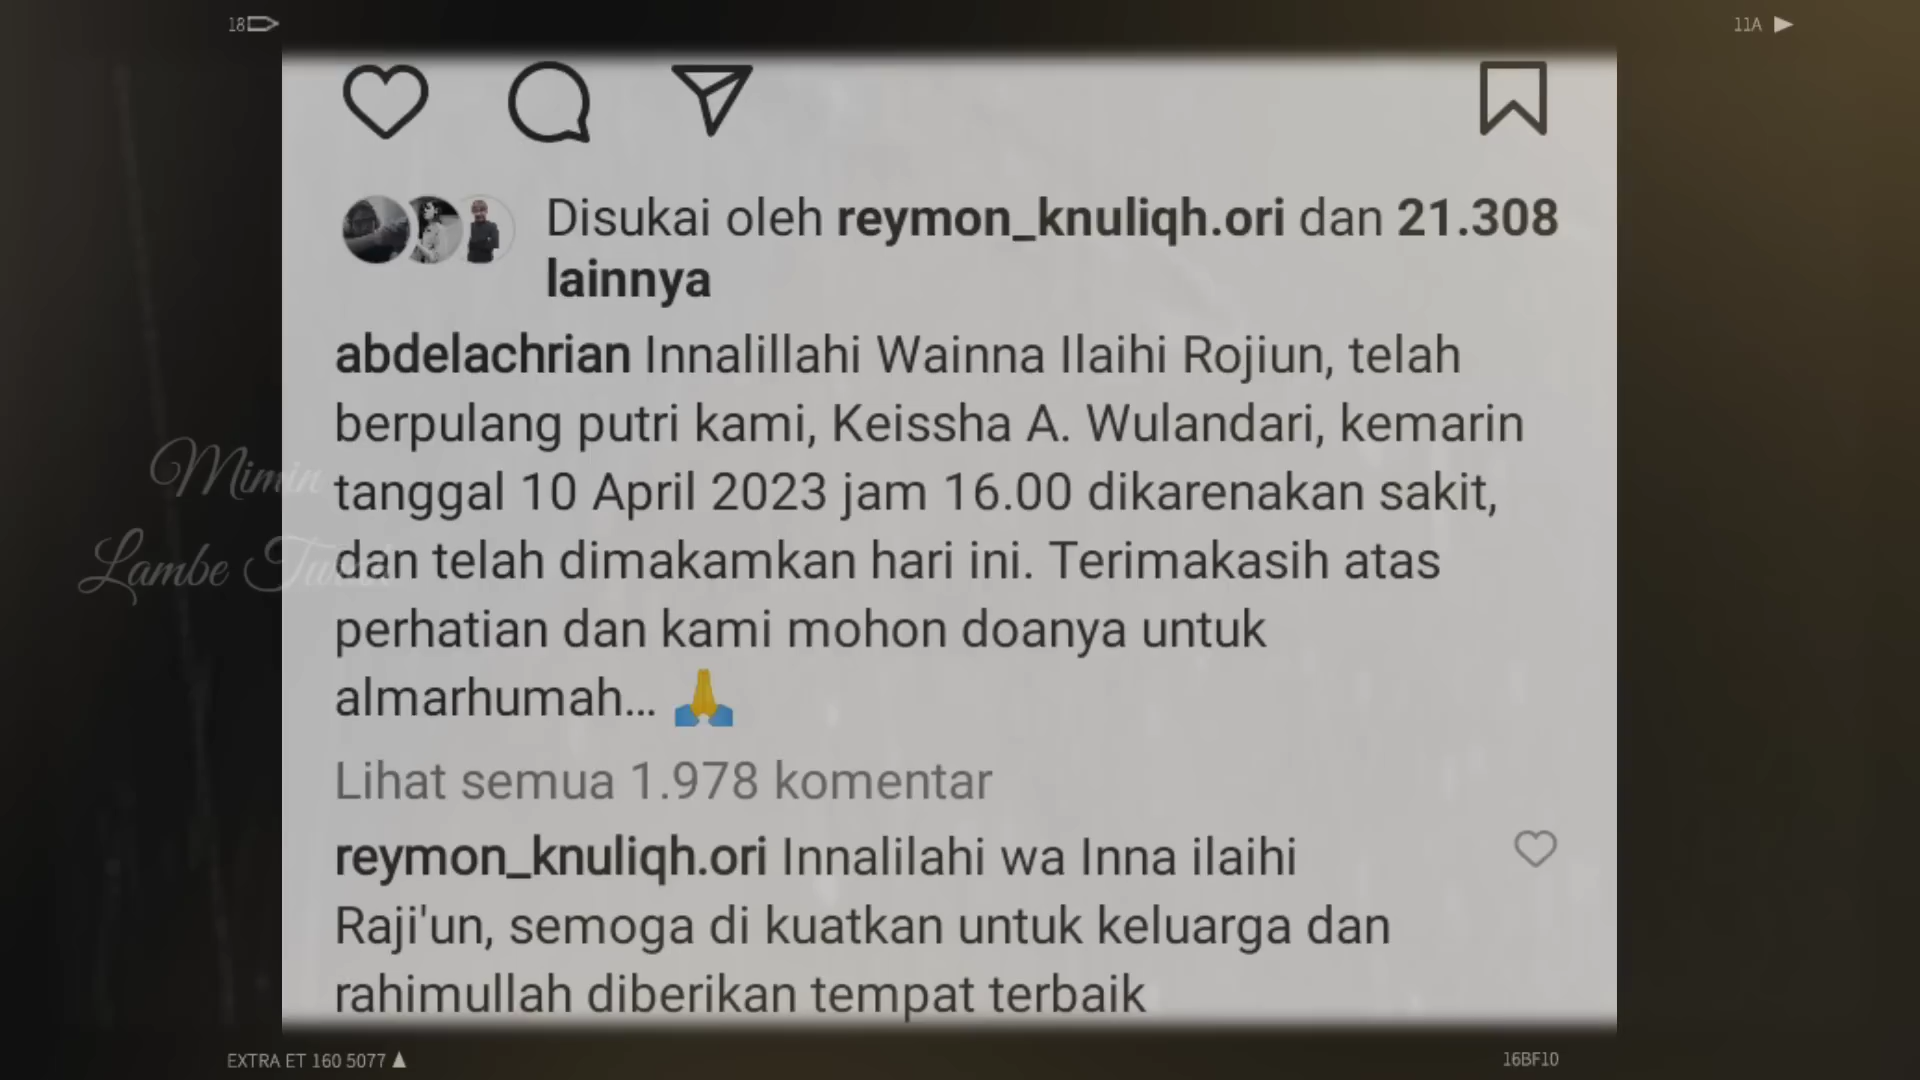 18
11A
Disukai oleh reymon_knuliqh.ori dan 21.308
lainnya
abdelachrian Innalillahi Wainna Ilaihi Rojiun, telah
berpulang putri kami, Keissha A. Wulandari, kemarin
tanggal 10 April 2023 jam 16.00 dikarenakan sakit,
dan telah dimakamkan hari ini. Terimakasih atas
perhatian dan kami mohon doanya untuk
almarhumah... 🙏
Lihat semua 1.978 komentar
reymon_knuliqh.ori Innalilahi wa Inna ilaihi
Raji'un, semoga di kuatkan untuk keluarga dan
rahimullah diberikan tempat terbaik
Mimin
Lambe
EXTRA ET 160 5077
16BF10